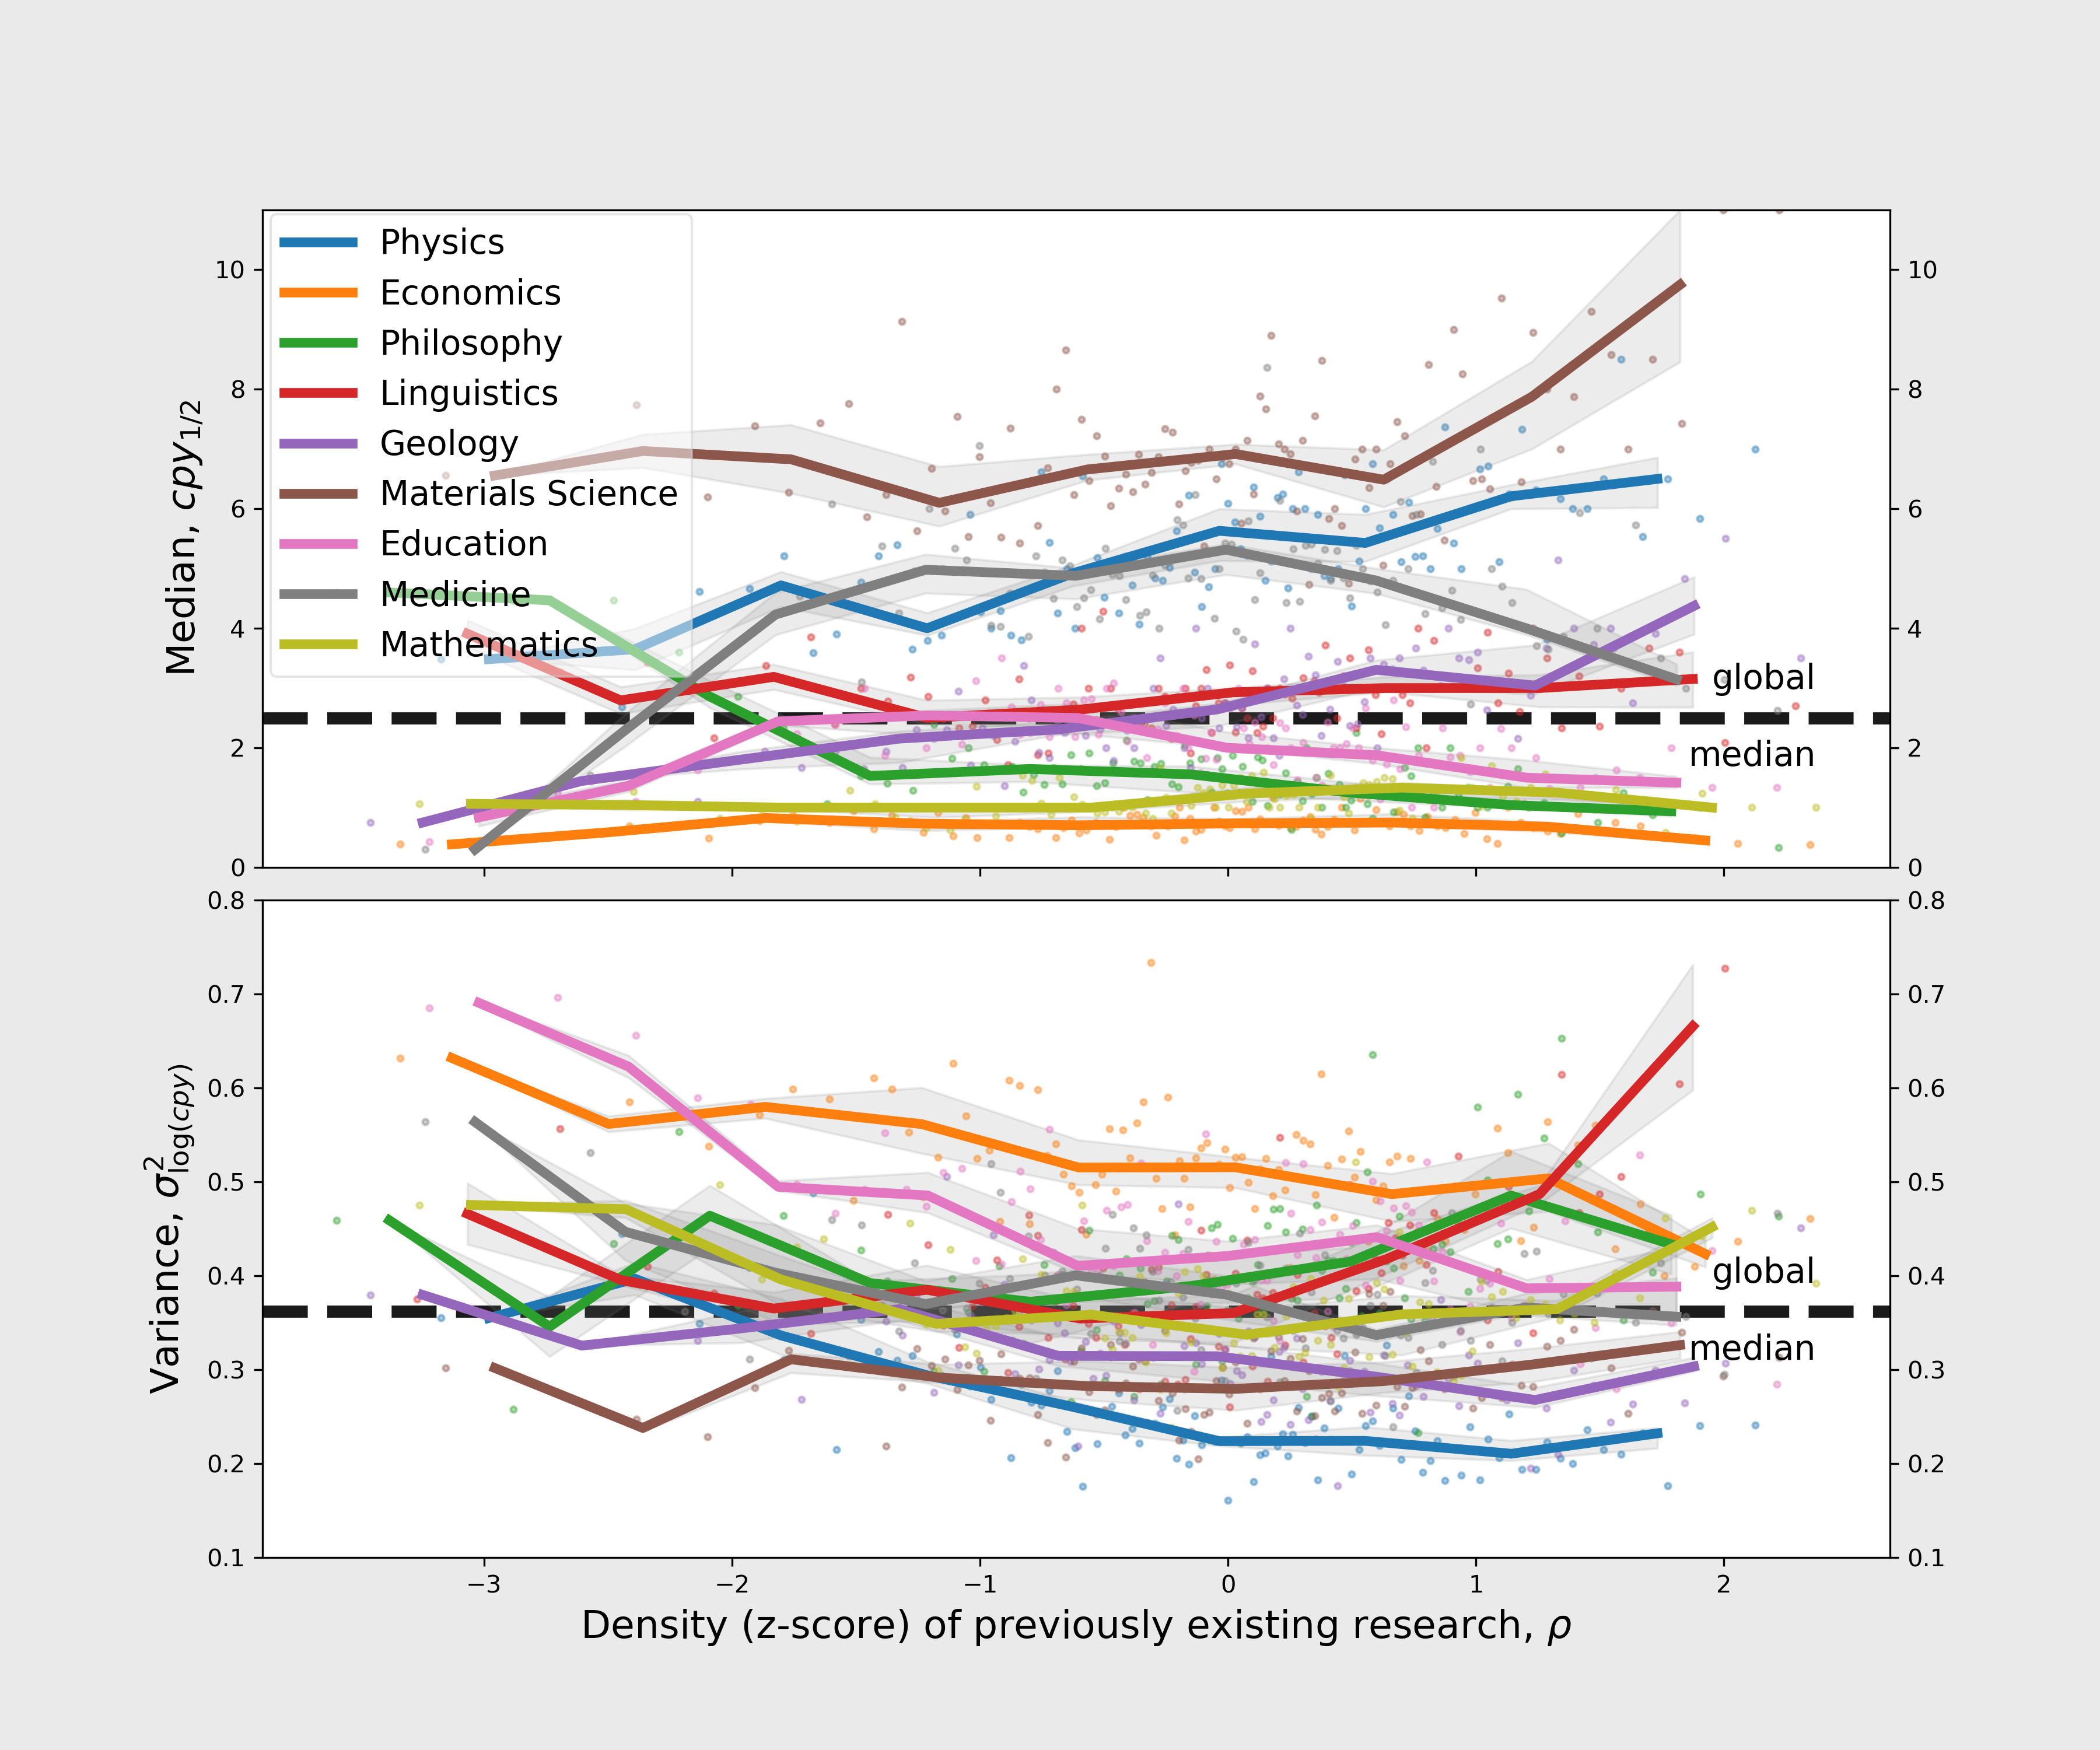 Physics
Economics
Philosophy
Linguistics
Geology
Materials Science
Education
Medicine
Mathematics
Median, cpy1/2
10
8
6
4
2
0
10
8
6
4
2
0
global
median
Variance, σ²log(cpy)
0.8
0.7
0.6
0.5
0.4
0.3
0.2
0.1
0.8
0.7
0.6
0.5
0.4
0.3
0.2
0.1
global
median
−3 −2 −1 0 1 2
Density (z-score) of previously existing research, ρ